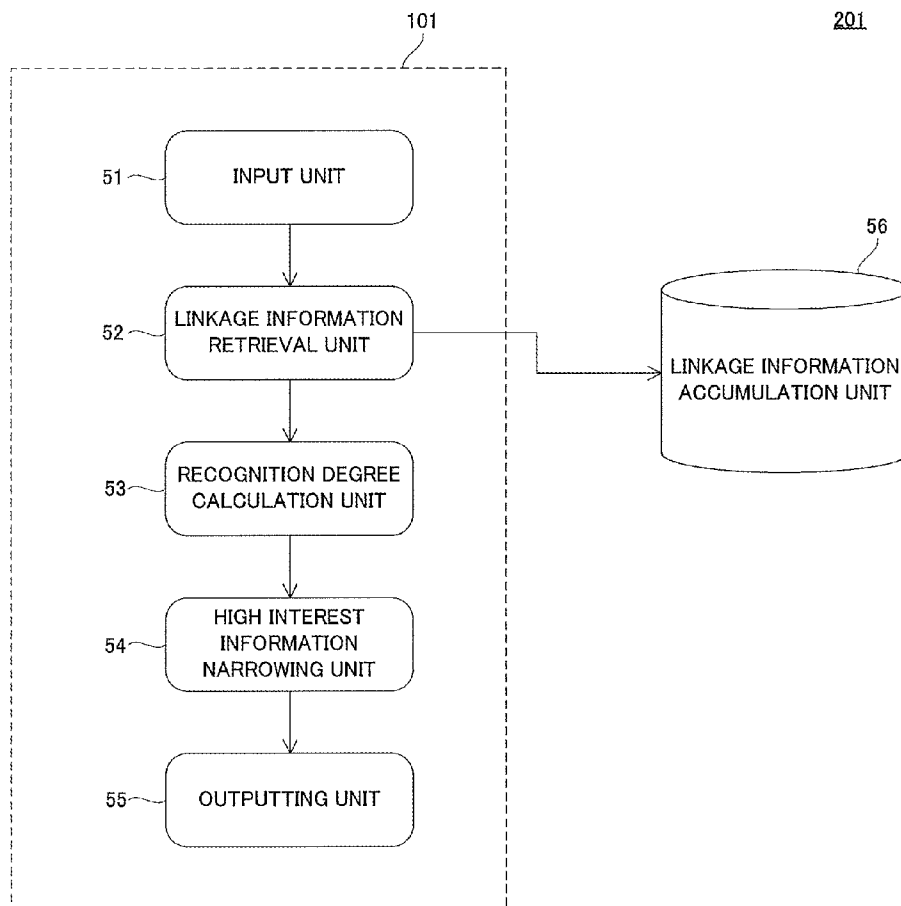 201
101
51
INPUT UNIT
56
52
LINKAGE INFORMATION
RETRIEVAL UNIT
LINKAGE INFORMATION
ACCUMULATION UNIT
53
RECOGNITION DEGREE
CALCULATION UNIT
54
HIGH INTEREST
INFORMATION
NARROWING UNIT
55
OUTPUTTING UNIT